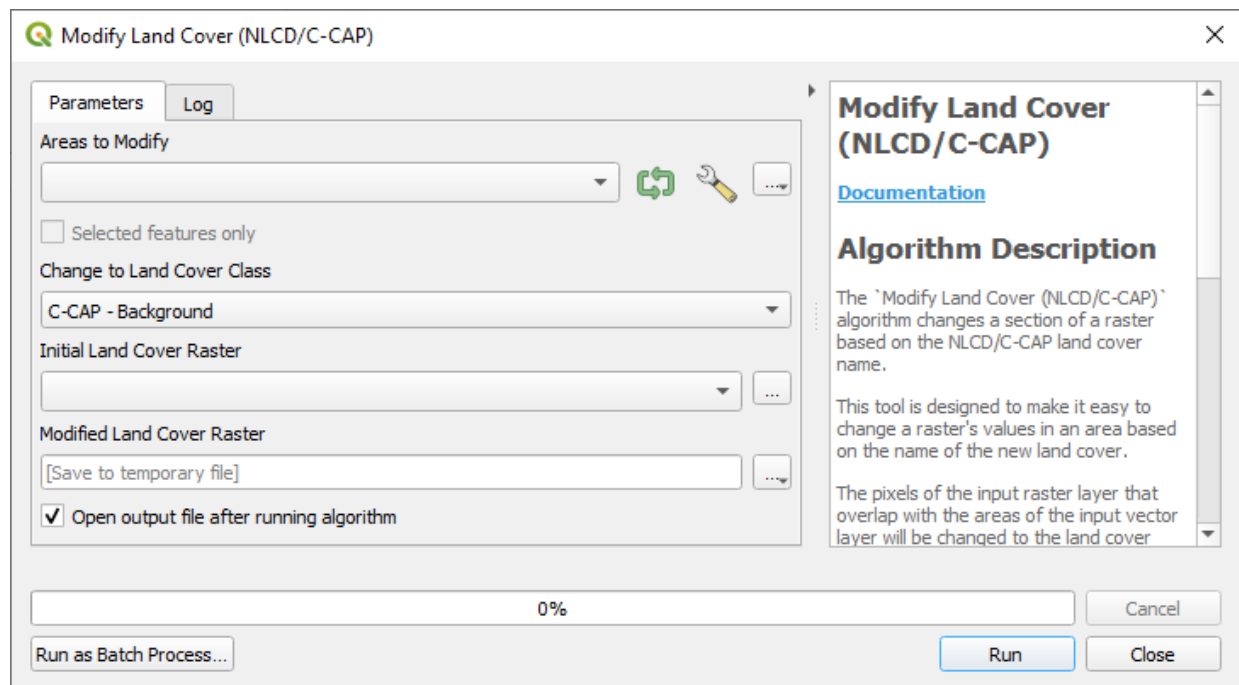 Modify Land Cover (NLCD/C-CAP)
Parameters
Log
Areas to Modify
...
Selected features only
Change to Land Cover Class
C-CAP - Background
Initial Land Cover Raster
...
Modified Land Cover Raster
[Save to temporary file]
...
Open output file after running algorithm
Modify Land Cover
(NLCD/C-CAP)
Documentation
Algorithm Description
The `Modify Land Cover (NLCD/C-CAP)`
algorithm changes a section of a raster
based on the NLCD/C-CAP land cover
name.
This tool is designed to make it easy to
change a raster's values in an area based
on the name of the new land cover.
The pixels of the input raster layer that
overlap with the areas of the input vector
layer will be changed to the land cover
0%
Cancel
Run as Batch Process...
Run
Close